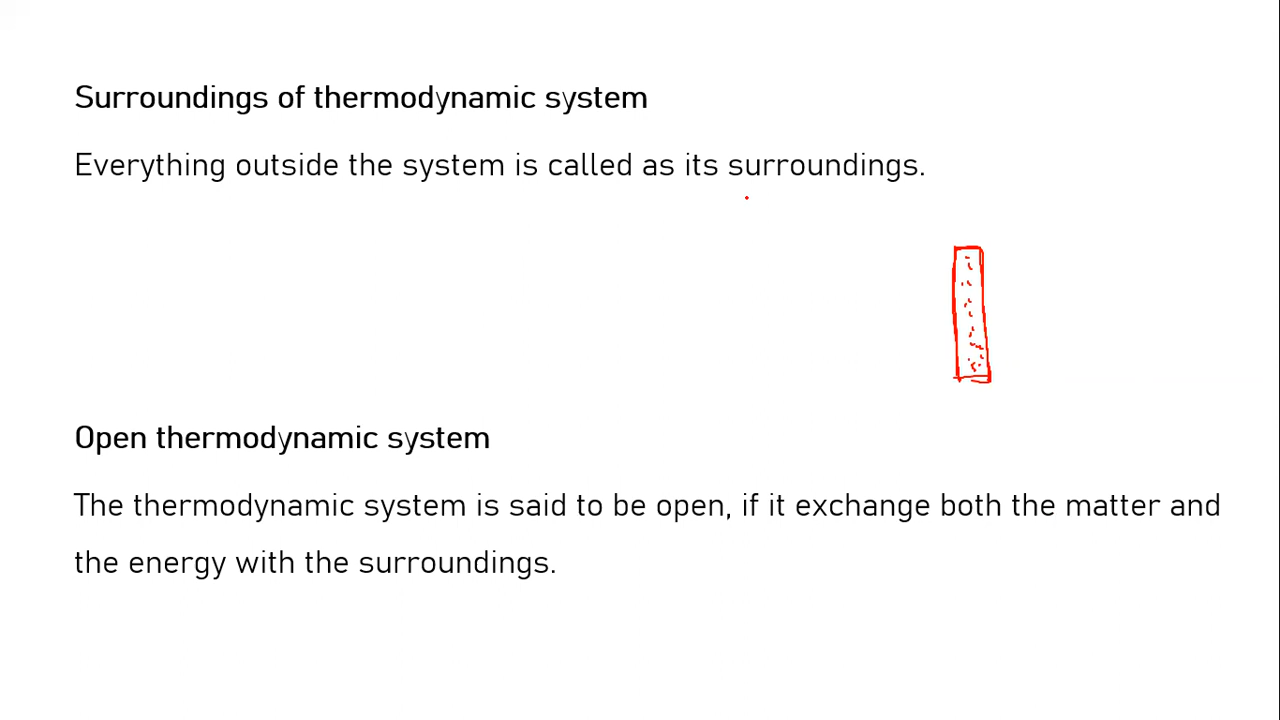 Surroundings of thermodynamic system
Everything outside the system is called as its surroundings.
Open thermodynamic system
The thermodynamic system is said to be open, if it exchange both the matter and
the energy with the surroundings.